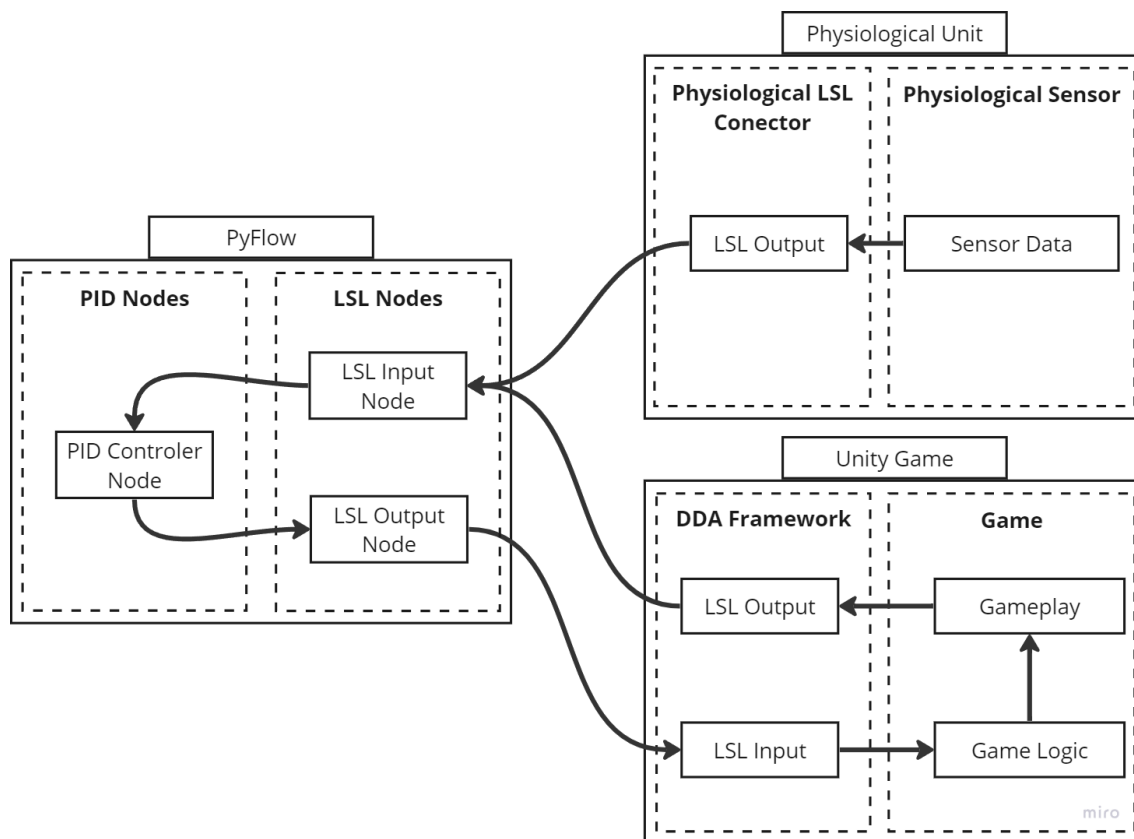 Physiological Unit
Physiological LSL
Conector
Physiological Sensor
LSL Output
Sensor Data
PyFlow
PID Nodes
LSL Nodes
LSL Input
Node
PID Controler
Node
LSL Output
Node
Unity Game
DDA Framework
Game
LSL Output
Gameplay
LSL Input
Game Logic
miro